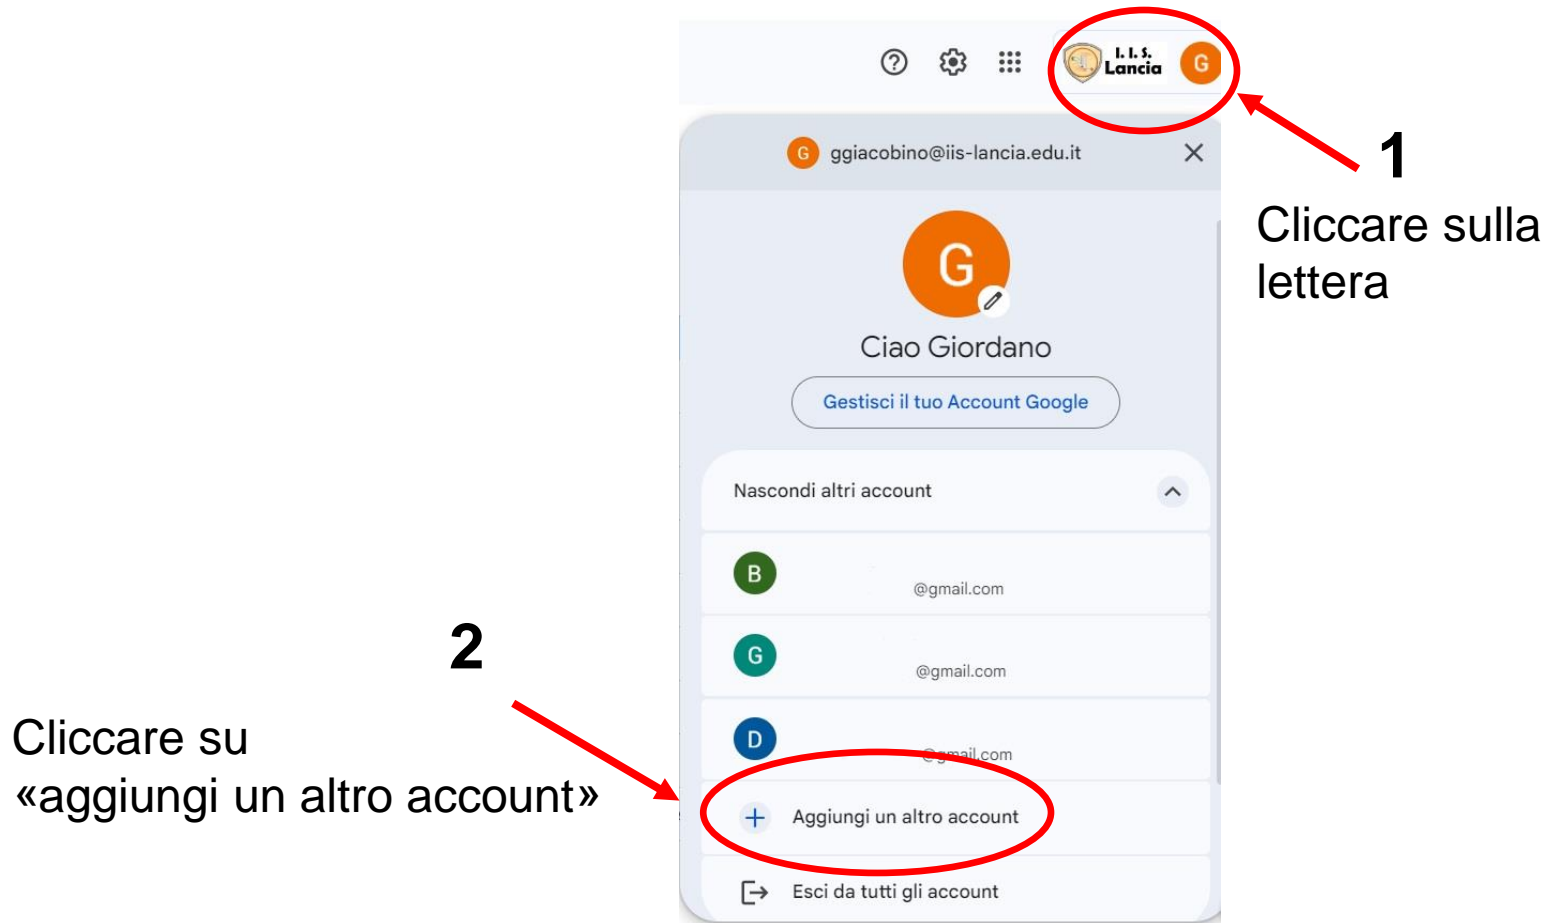 I. I. S.
Lancia
G
G ggiacobino@iis-lancia.edu.it
1
Cliccare sulla
lettera
G
Ciao Giordano
Gestisci il tuo Account Google
Nascondi altri account
B
@gmail.com
G
@gmail.com
D
@gmail.com
2
Cliccare su
«aggiungi un altro account»
+ Aggiungi un altro account
Esci da tutti gli account